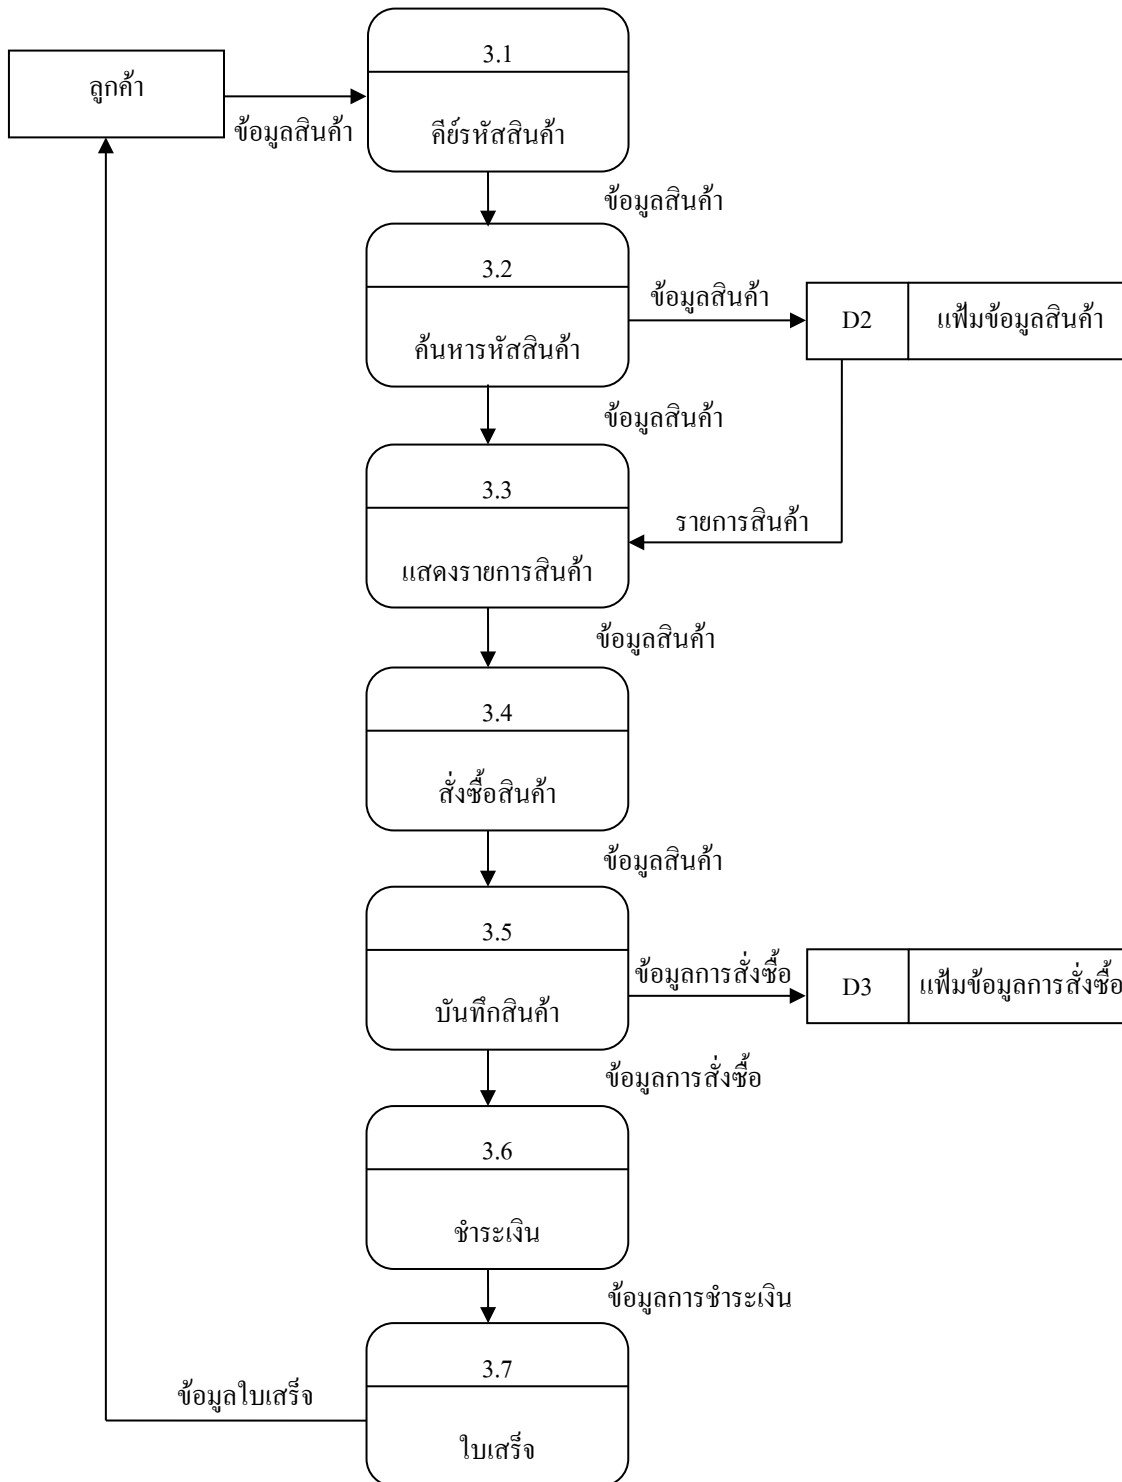 3.1
ลูกค้า
คีย์รหัสสินค้า
ข้อมูลสินค้า
ข้อมูลสินค้า
3.2
ข้อมูลสินค้า
D2
แฟ้มข้อมูลสินค้า
ค้นหารหัสสินค้า
ข้อมูลสินค้า
3.3
รายการสินค้า
แสดงรายการสินค้า
ข้อมูลสินค้า
3.4
สั่งซื้อสินค้า
ข้อมูลสินค้า
3.5
ข้อมูลการสั่งซื้อ
D3
แฟ้มข้อมูลการสั่งซื้อ
บันทึกสินค้า
ข้อมูลการสั่งซื้อ
3.6
ชำระเงิน
ข้อมูลการชำระเงิน
3.7
ข้อมูลใบเสร็จ
ใบเสร็จ